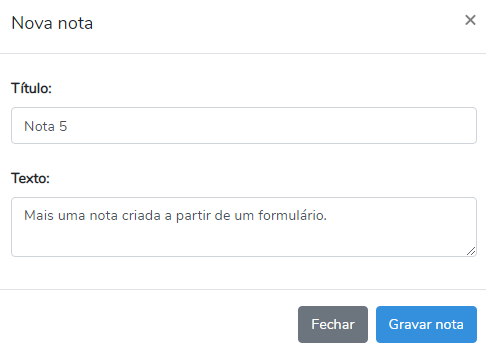 Nova nota
×
Título:
Nota 5
Texto:
Mais uma nota criada a partir de um formulário.
Fechar
Gravar nota